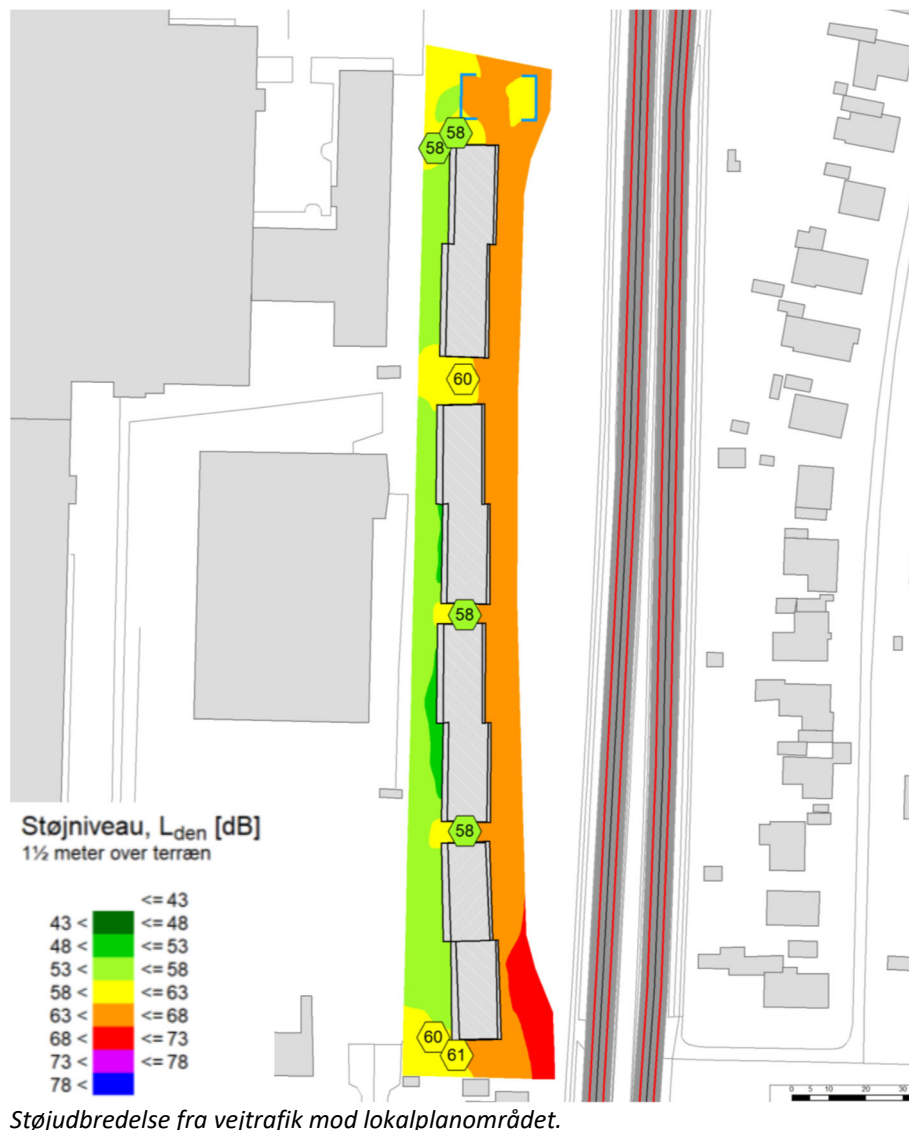 58
58
60
58
58
60
61
Støjniveau, Lden [dB]
1½ meter over terræn
<= 43
43 < <= 48
48 < <= 53
53 < <= 58
58 < <= 63
63 < <= 68
68 < <= 73
73 < <= 78
78 <
0 5 10 20 30
Støjudbredelse fra vejtrafik mod lokalplanområdet.